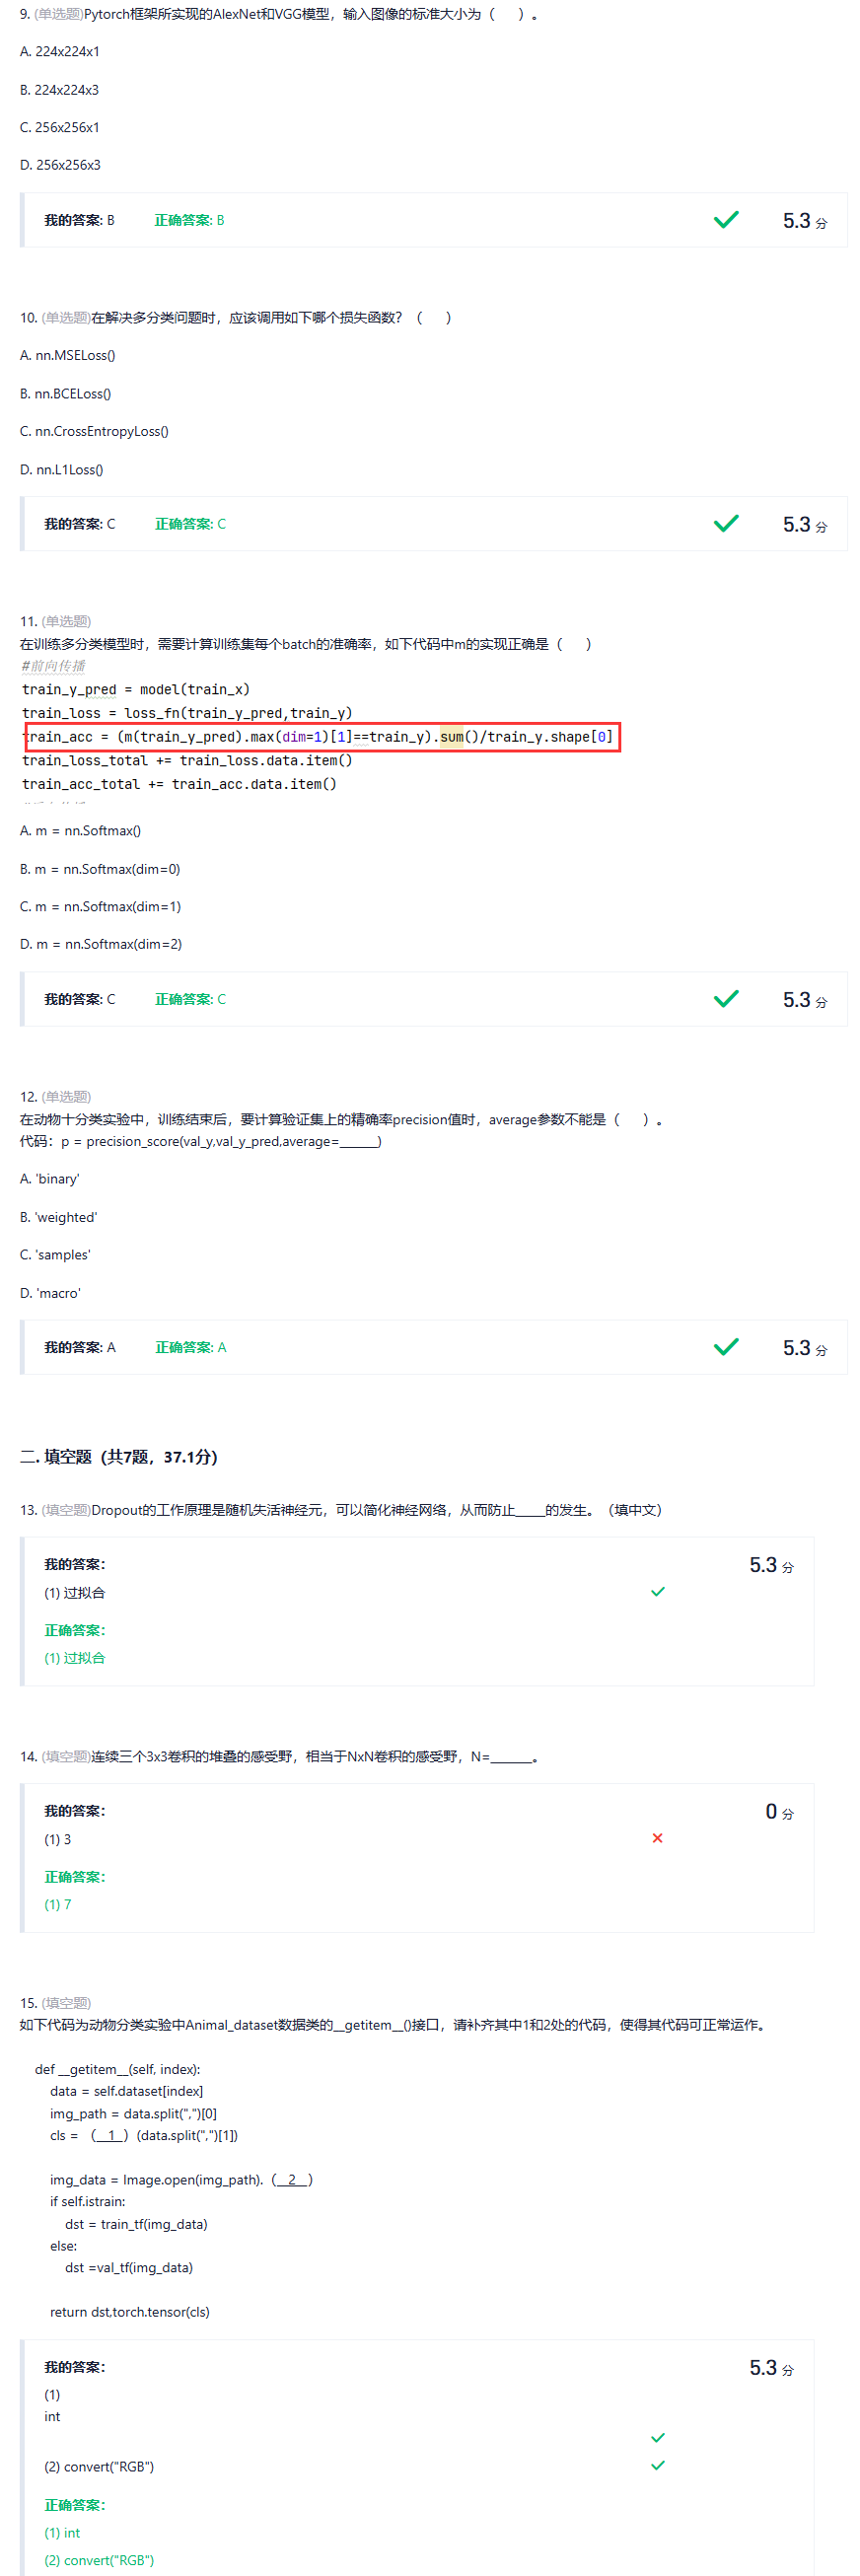 9. (单选题)Pytorch框架所实现的AlexNet和VGG模型，输入图像的标准大小为（      ）。
A. 224x224x1
B. 224x224x3
C. 256x256x1
D. 256x256x3
我的答案: B 正确答案: B 5.3 分
10. (单选题)在解决多分类问题时，应该调用如下哪个损失函数？（      ）
A. nn.MSELoss()
B. nn.BCELoss()
C. nn.CrossEntropyLoss()
D. nn.L1Loss()
我的答案: C 正确答案: C 5.3 分
11. (单选题)
在训练多分类模型时，需要计算训练集每个batch的准确率，如下代码中m的实现正确是（      ）
#前向传播
train_y_pred = model(train_x)
train_loss = loss_fn(train_y_pred,train_y)
train_acc = (m(train_y_pred).max(dim=1)[1]==train_y).sum()/train_y.shape[0]
train_loss_total += train_loss.data.item()
train_acc_total += train_acc.data.item()
A. m = nn.Softmax()
B. m = nn.Softmax(dim=0)
C. m = nn.Softmax(dim=1)
D. m = nn.Softmax(dim=2)
我的答案: C 正确答案: C 5.3 分
12. (单选题)
在动物十分类实验中，训练结束后，要计算验证集上的精确率precision值时，average参数不能是（      ）。
代码：p = precision_score(val_y,val_y_pred,average=______)
A. 'binary'
B. 'weighted'
C. 'samples'
D. 'macro'
我的答案: A 正确答案: A 5.3 分
二. 填空题（共7题，37.1分）
13. (填空题)Dropout的工作原理是随机失活神经元，可以简化神经网络，从而防止_____的发生。（填中文）
我的答案： 5.3 分
(1) 过拟合
正确答案：
(1) 过拟合
14. (填空题)连续三个3x3卷积的堆叠的感受野，相当于NxN卷积的感受野，N=_______。
我的答案： 0 分
(1) 3
正确答案：
(1) 7
15. (填空题)
如下代码为动物分类实验中Animal_dataset数据类的__getitem__()接口，请补齐其中1和2处的代码，使得其代码可正常运作。
def __getitem__(self, index):
data = self.dataset[index]
img_path = data.split(",")[0]
cls = （__1__）(data.split(",")[1])
img_data = Image.open(img_path).（__2__）
if self.istrain:
dst = train_tf(img_data)
else:
dst =val_tf(img_data)
return dst,torch.tensor(cls)
我的答案： 5.3 分
(1)
int
(2) convert("RGB")
正确答案：
(1) int
(2) convert("RGB")